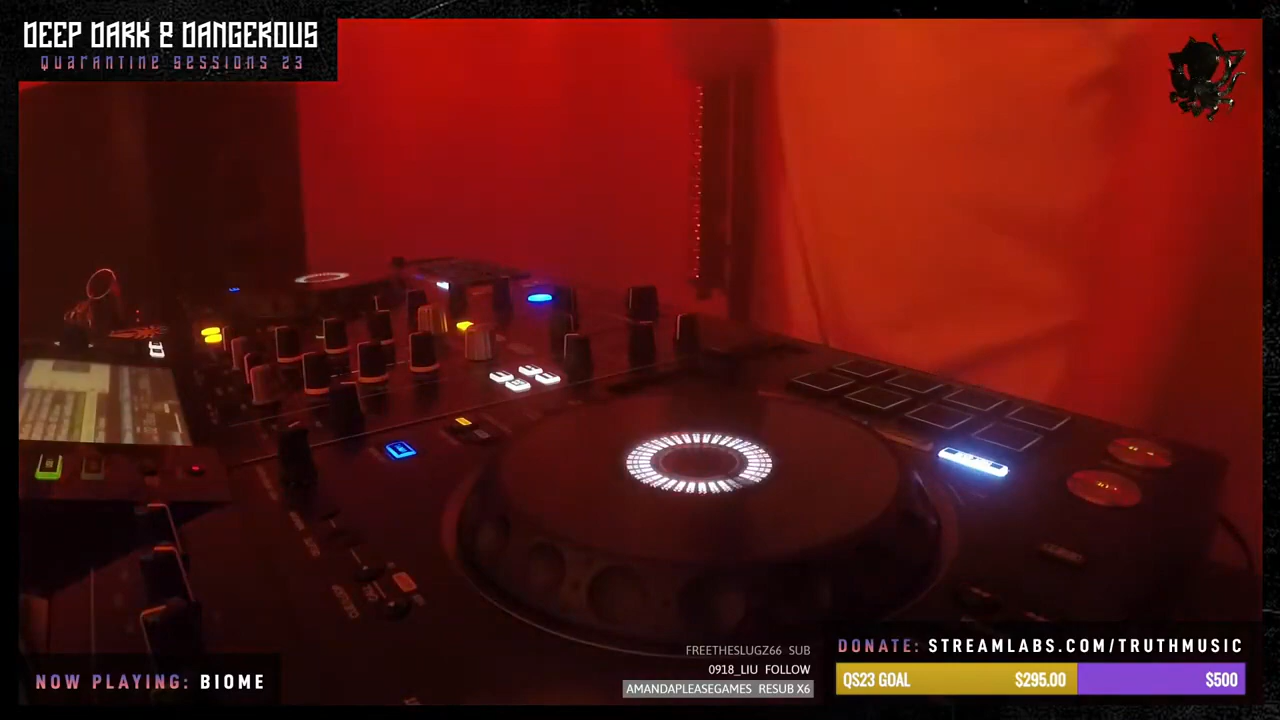 DEEP DARK & DANGEROUS
QUARANTINE SESSIONS 23
FREETHESLUGZ66 SUB
0918_LIU FOLLOW
AMANDAPLEASEGAMES RESUB X6
DONATE: STREAMLABS.COM/TRUTHMUSIC
QS23 GOAL $295.00 $500
NOW PLAYING: BIOME